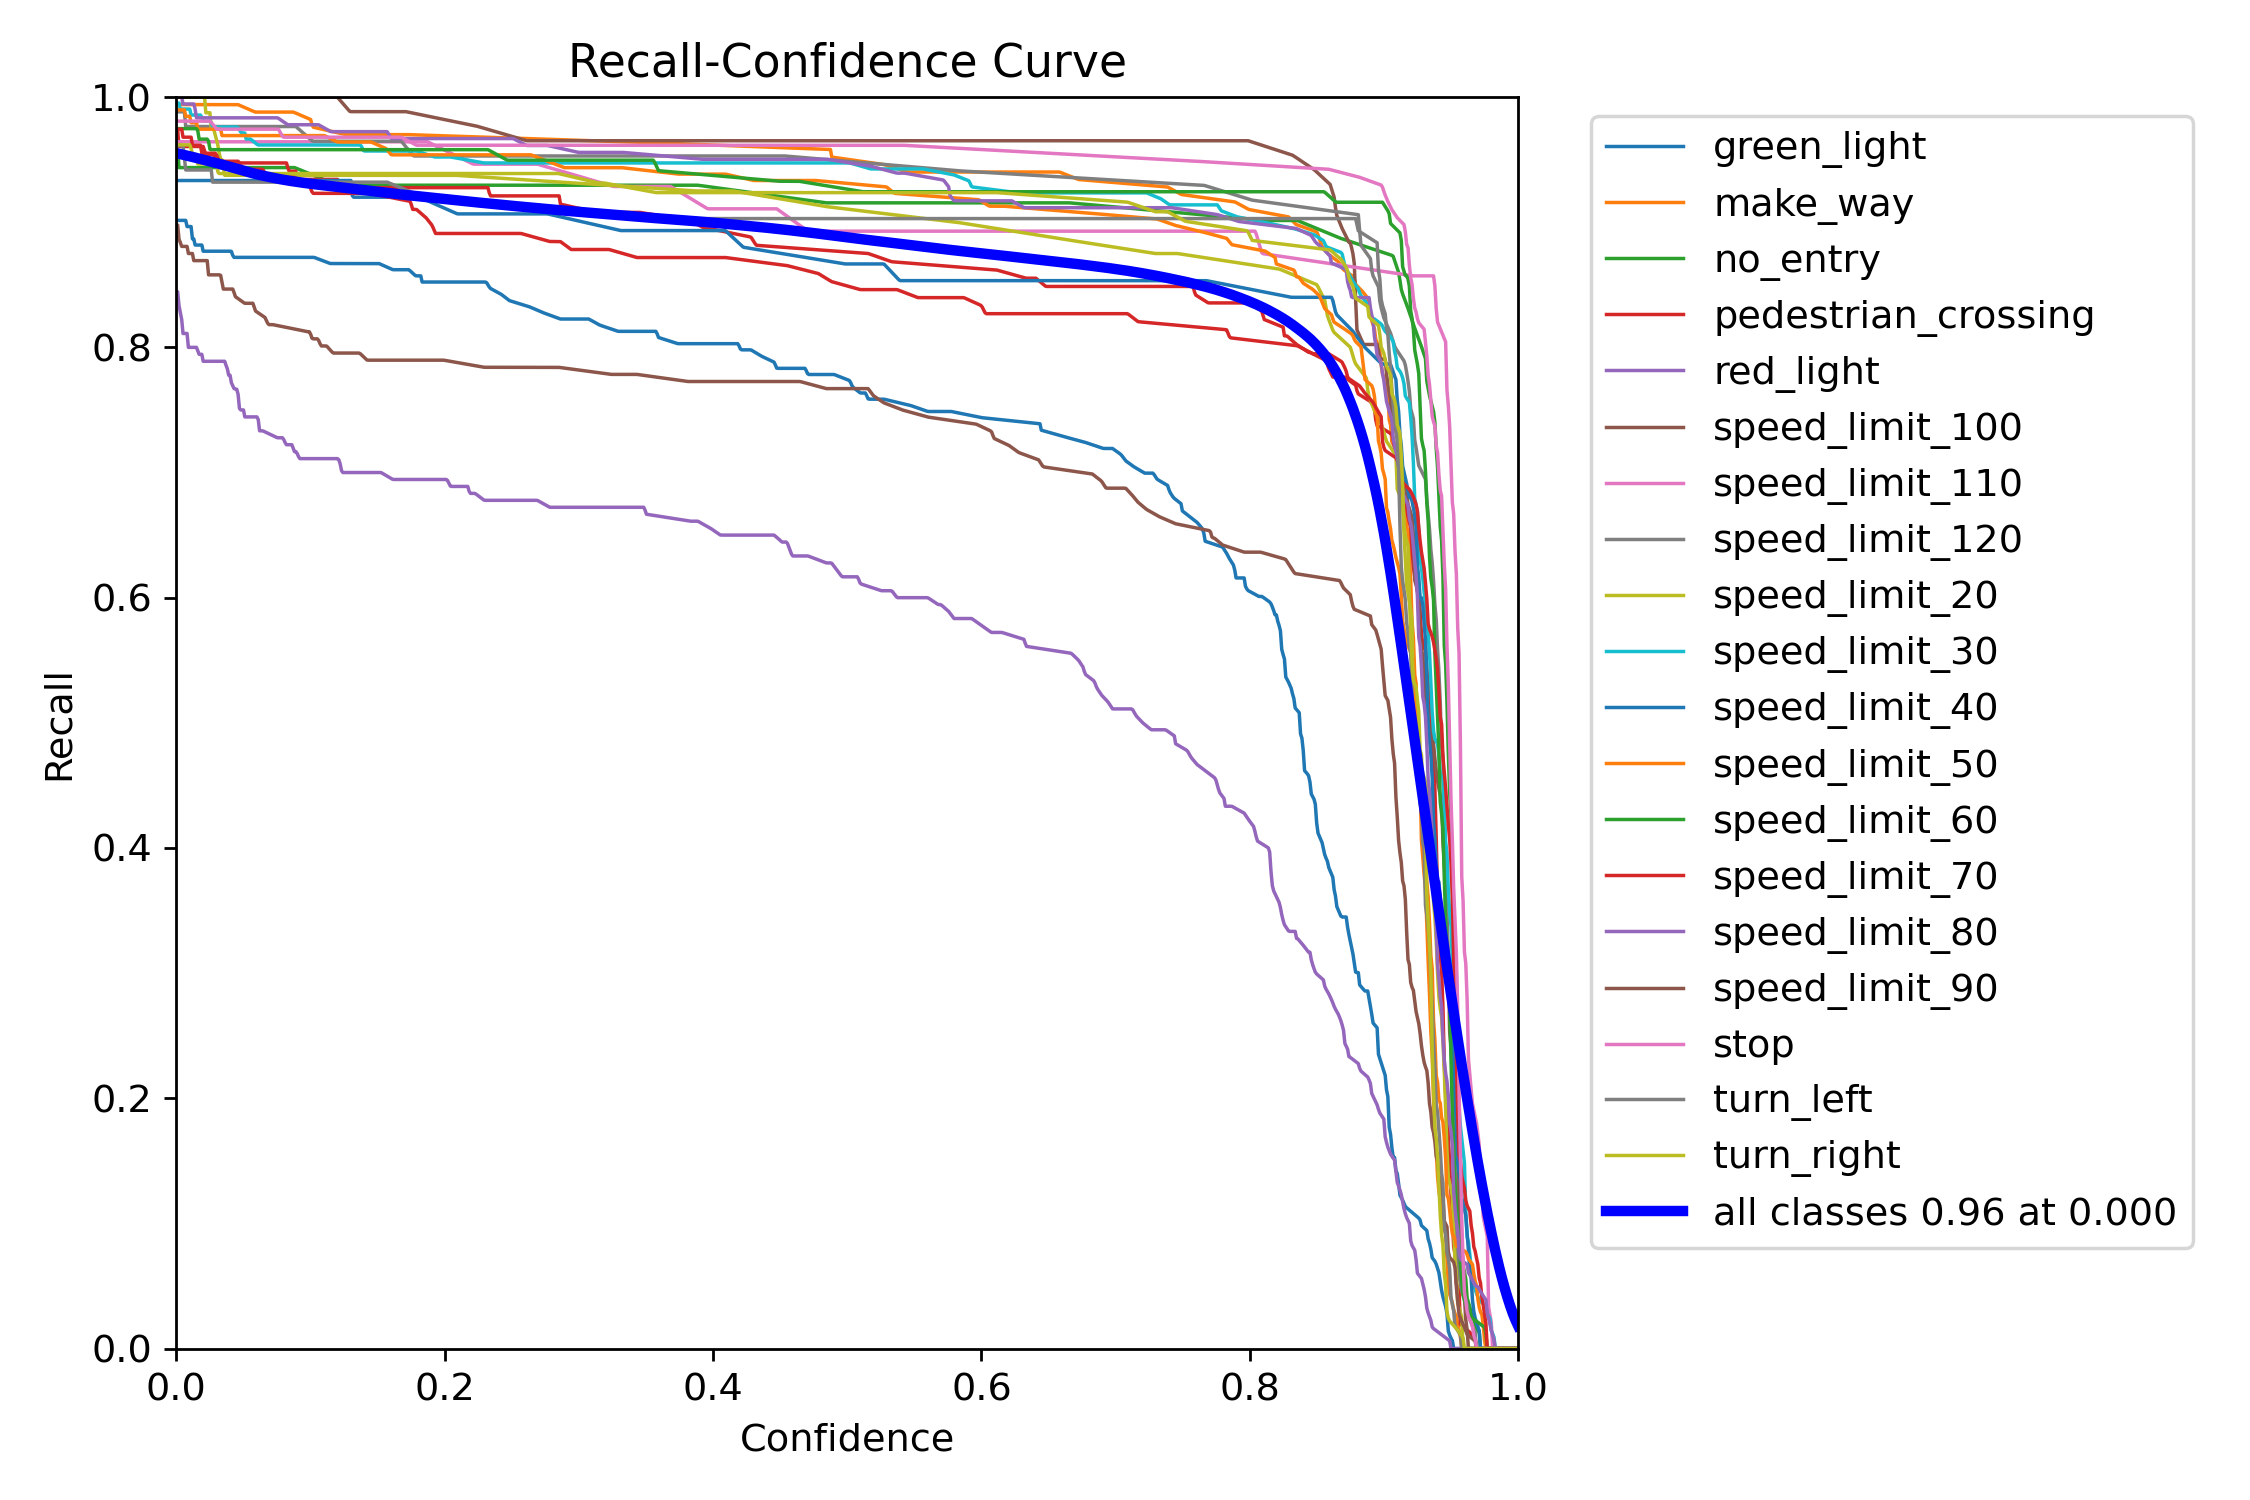 Recall-Confidence Curve
1.0
0.8
0.6
0.4
0.2
0.0
Recall
0.0 0.2 0.4 0.6 0.8 1.0
Confidence
green_light
make_way
no_entry
pedestrian_crossing
red_light
speed_limit_100
speed_limit_110
speed_limit_120
speed_limit_20
speed_limit_30
speed_limit_40
speed_limit_50
speed_limit_60
speed_limit_70
speed_limit_80
speed_limit_90
stop
turn_left
turn_right
all classes 0.96 at 0.000